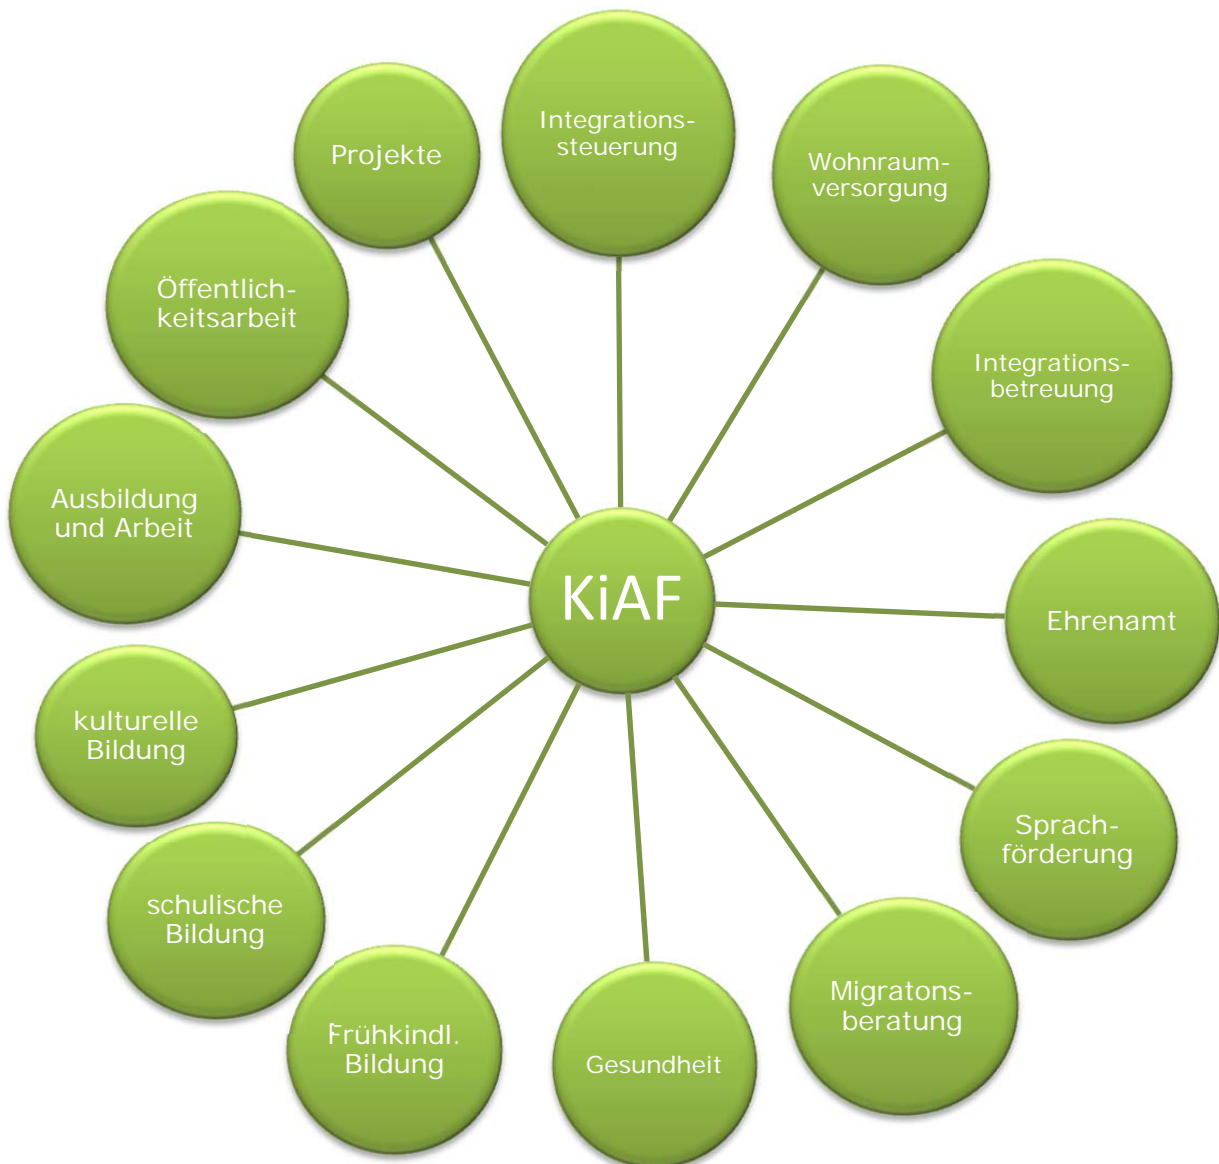 Integrations-
steuerung
Wohnraum-
versorgung
Integrations-
betreuung
Ehrenamt
Sprach-
förderung
Migratons-
beratung
Gesundheit
Frühkindl.
Bildung
schulische
Bildung
kulturelle
Bildung
Ausbildung
und Arbeit
Öffentlich-
keitsarbeit
Projekte
KiAF